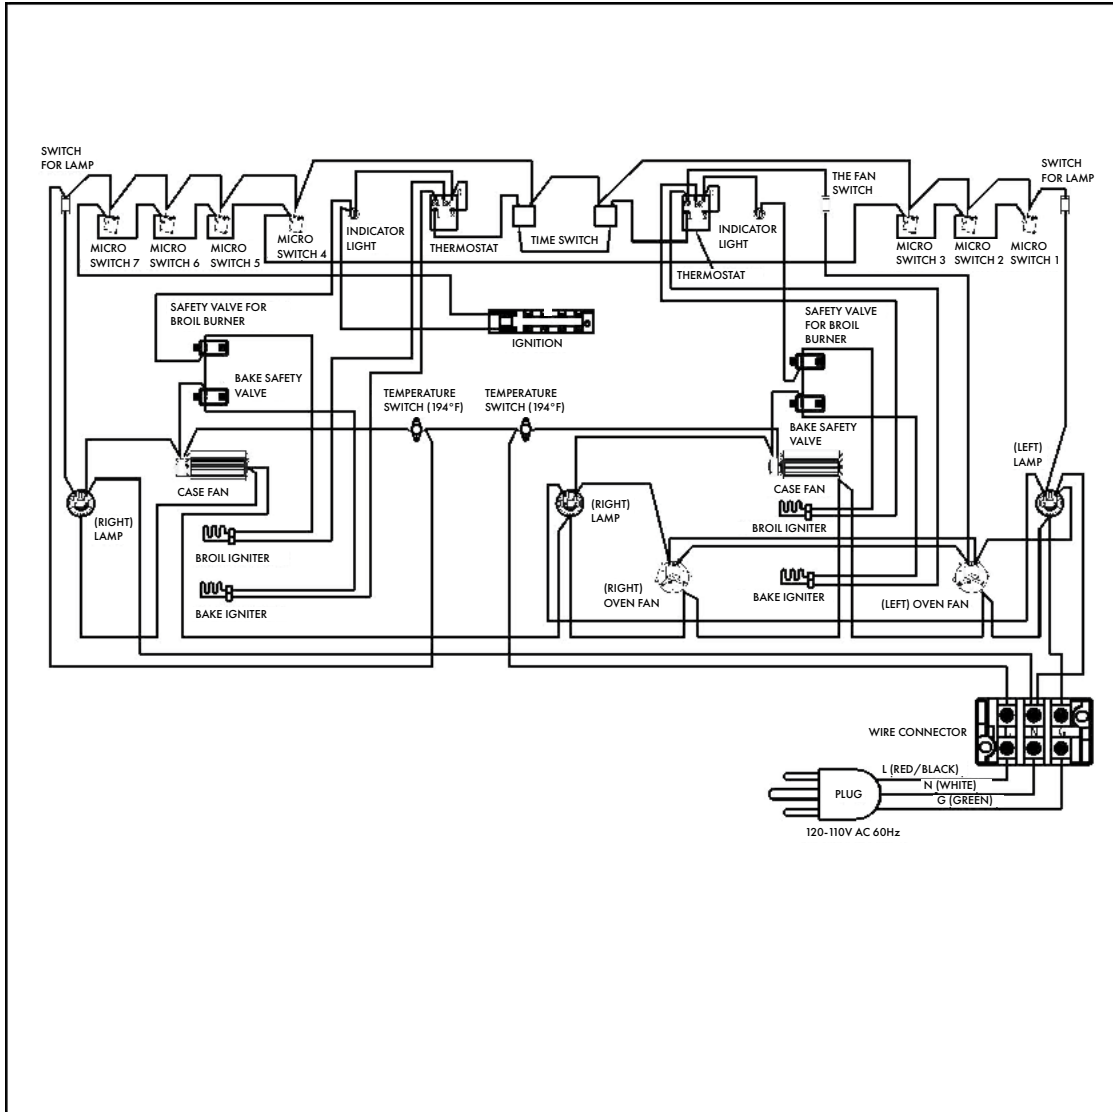 SWITCH
FOR LAMP
SWITCH
FOR LAMP
THE FAN
SWITCH
MICRO
SWITCH 7
MICRO
SWITCH 6
MICRO
SWITCH 5
MICRO
SWITCH 4
INDICATOR
LIGHT
THERMOSTAT
TIME SWITCH
THERMOSTAT
INDICATOR
LIGHT
MICRO
SWITCH 3
MICRO
SWITCH 2
MICRO
SWITCH 1
SAFETY VALVE FOR
BROIL BURNER
IGNITION
SAFETY VALVE
FOR BROIL
BURNER
BAKE SAFETY
VALVE
TEMPERATURE
SWITCH (194°F)
TEMPERATURE
SWITCH (194°F)
BAKE SAFETY
VALVE
(LEFT)
LAMP
CASE FAN
CASE FAN
(RIGHT)
LAMP
(RIGHT)
LAMP
BROIL IGNITER
BROIL IGNITER
BAKE IGNITER
(RIGHT)
OVEN FAN
BAKE IGNITER
(LEFT) OVEN FAN
WIRE CONNECTOR
L N G
L (RED/BLACK)
N (WHITE)
G (GREEN)
PLUG
120-110V AC 60Hz